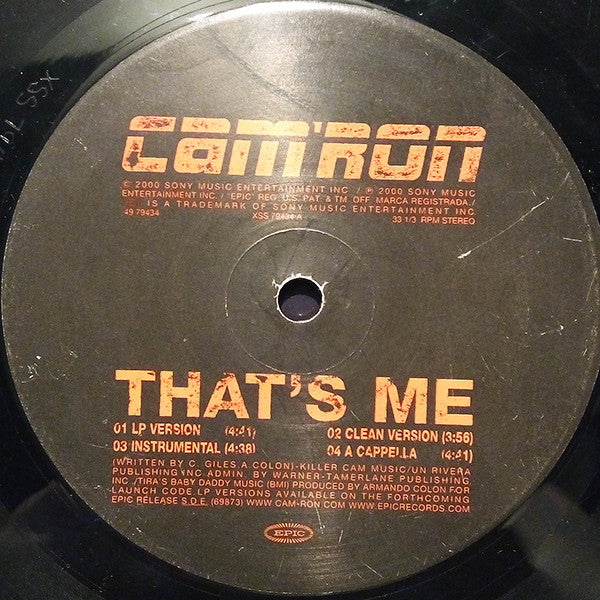 CAM'RON
© 2000 SONY MUSIC ENTERTAINMENT INC. / ℗ 2000 SONY MUSIC
ENTERTAINMENT INC. / "EPIC" REG. U.S. PAT. & TM. OFF. MARCA REGISTRADA./
IS A TRADEMARK OF SONY MUSIC ENTERTAINMENT INC.
49 79434 XSS 79434-A 33 1/3 RPM STEREO
THAT'S ME
01 LP VERSION (4:41) 02 CLEAN VERSION (3:56)
03 INSTRUMENTAL (4:38) 04 A CAPPELLA (4:41)
(WRITTEN BY C. GILES A.COLON)-KILLER CAM MUSIC/UN RIVERA
PUBLISHING INC.ADMIN. BY WARNER-TAMERLANE PUBLISHING
INC./TIRA'S BABY DADDY MUSIC (BMI) PRODUCED BY ARMANDO COLON FOR
LAUNCH CODE.LP VERSIONS AVAILABLE ON THE FORTHCOMING
EPIC RELEASE S.D.E. (69873) WWW.CAM-RON.COM WWW.EPICRECORDS.COM
EPIC